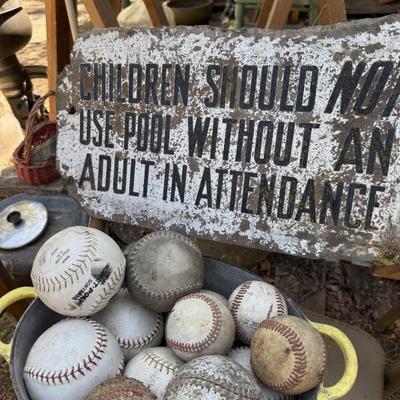 CHILDREN SHOULD NOT
USE POOL WITHOUT AN
ADULT IN ATTENDANCE